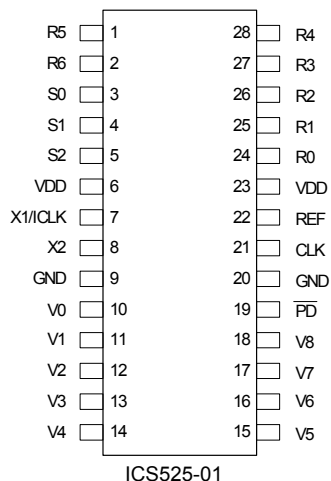 R5 1 28 R4
R6 2 27 R3
S0 3 26 R2
S1 4 25 R1
S2 5 24 R0
VDD 6 23 VDD
X1/ICLK 7 22 REF
X2 8 21 CLK
GND 9 20 GND
V0 10 19 PD
V1 11 18 V8
V2 12 17 V7
V3 13 16 V6
V4 14 15 V5
ICS525-01